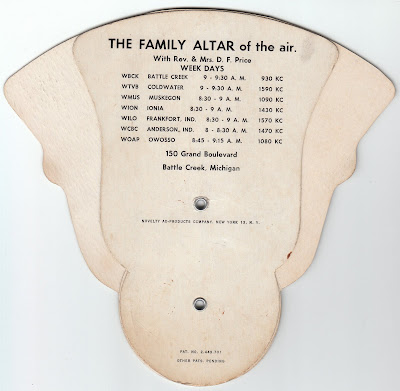 THE FAMILY ALTAR of the air.
With Rev. & Mrs. D. F. Price
WEEK DAYS
WBCK BATTLE CREEK 9 - 9:30 A. M. 930 KC
WTVB COLDWATER 9 - 9:30 A. M. 1590 KC
WMUS MUSKEGON 8:30 - 9 A. M. 1090 KC
WION IONIA 8:30 - 9 A. M. 1430 KC
WILO FRANKFORT, IND. 8:30 - 9 A. M. 1570 KC
WCBC ANDERSON, IND. 8 - 8:30 A. M. 1470 KC
WOAP OWOSSO 8:45 - 9:15 A. M. 1080 KC
150 Grand Boulevard
Battle Creek, Michigan
NOVELTY AD-PRODUCTS COMPANY, NEW YORK 13, N. Y.
PAT. NO.
OTHER PATS. PENDING